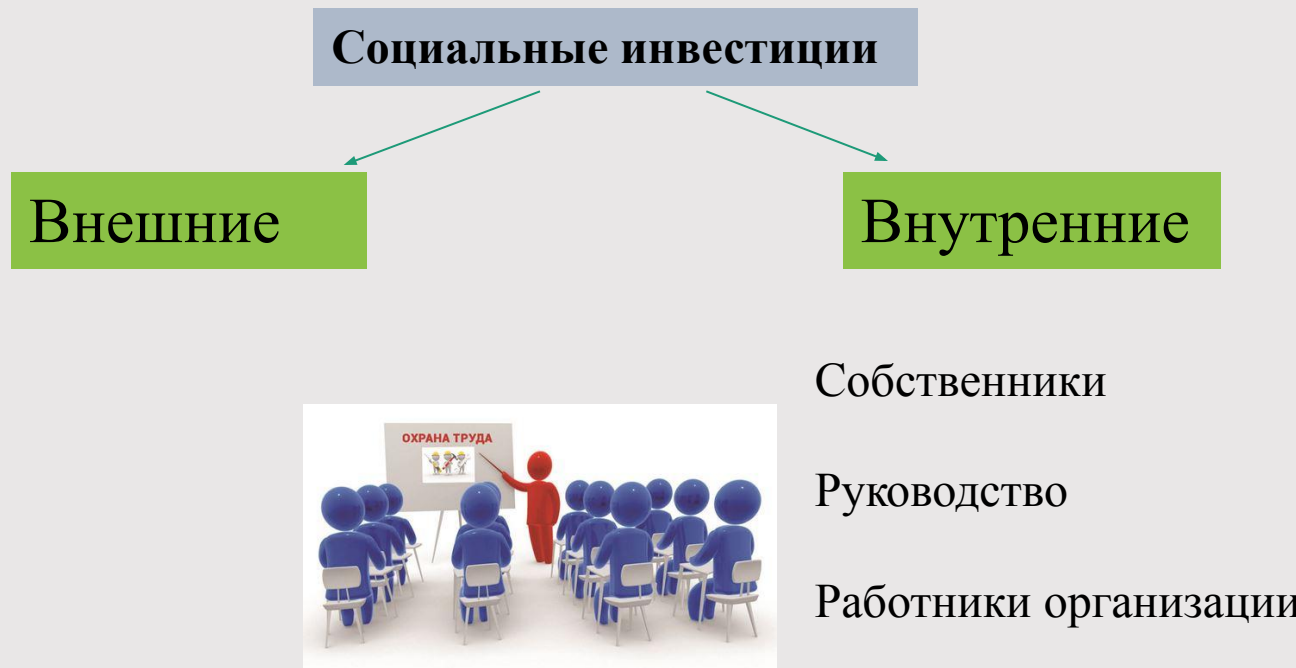 Социальные инвестиции
Внешние
Внутренние
Собственники
ОХРАНА ТРУДА
Руководство
Работники организации